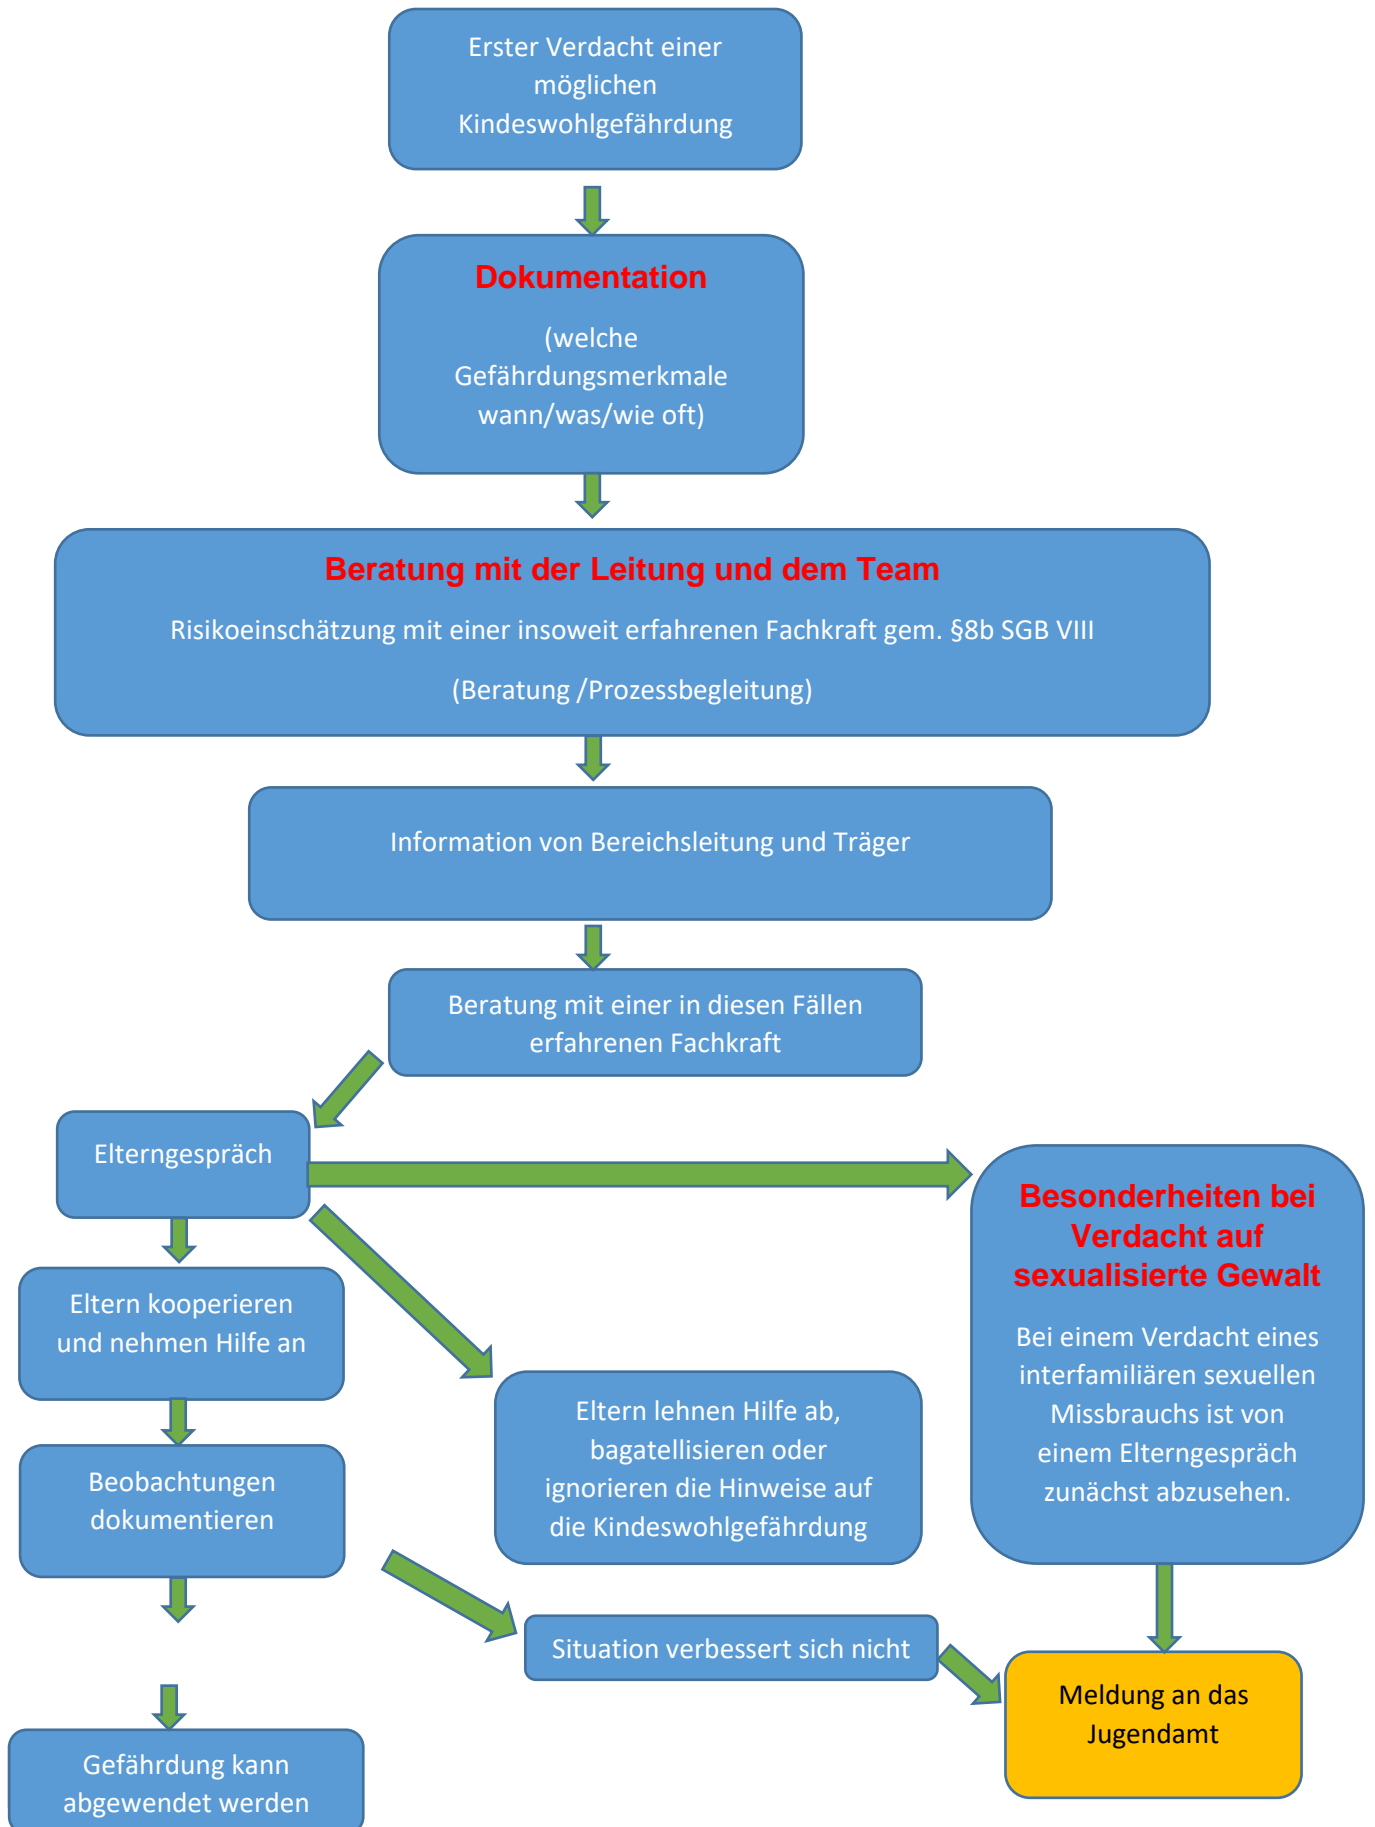 Erster Verdacht einer
möglichen
Kindeswohlgefährdung
Dokumentation
(welche
Gefährdungsmerkmale
wann/was/wie oft)
Beratung mit der Leitung und dem Team
Risikoeinschätzung mit einer insoweit erfahrenen Fachkraft gem. §8b SGB VIII
(Beratung /Prozessbegleitung)
Information von Bereichsleitung und Träger
Beratung mit einer in diesen Fällen
erfahrenen Fachkraft
Elterngespräch
Eltern kooperieren
und nehmen Hilfe an
Beobachtungen
dokumentieren
Eltern lehnen Hilfe ab,
bagatellisieren oder
ignorieren die Hinweise auf
die Kindeswohlgefährdung
Besonderheiten bei
Verdacht auf
sexualisierte Gewalt
Bei einem Verdacht eines
interfamiliären sexuellen
Missbrauchs ist von
einem Elterngespräch
zunächst abzusehen.
Situation verbessert sich nicht
Meldung an das
Jugendamt
Gefährdung kann
abgewendet werden